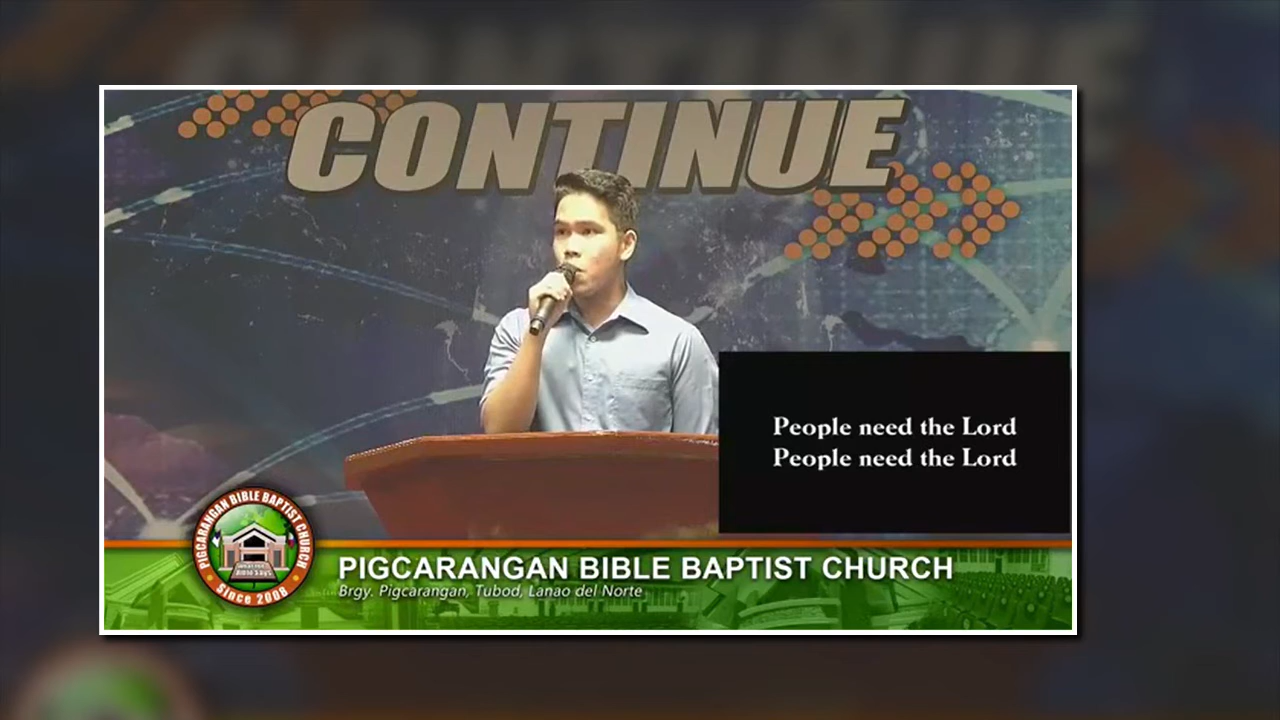 CONTINUE
People need the Lord
People need the Lord
PIGCARANGAN BIBLE BAPTIST CHURCH
Since 2008
PIGCARANGAN BIBLE BAPTIST CHURCH
Brgy. Pigcarangan, Tubod, Lanao del Norte